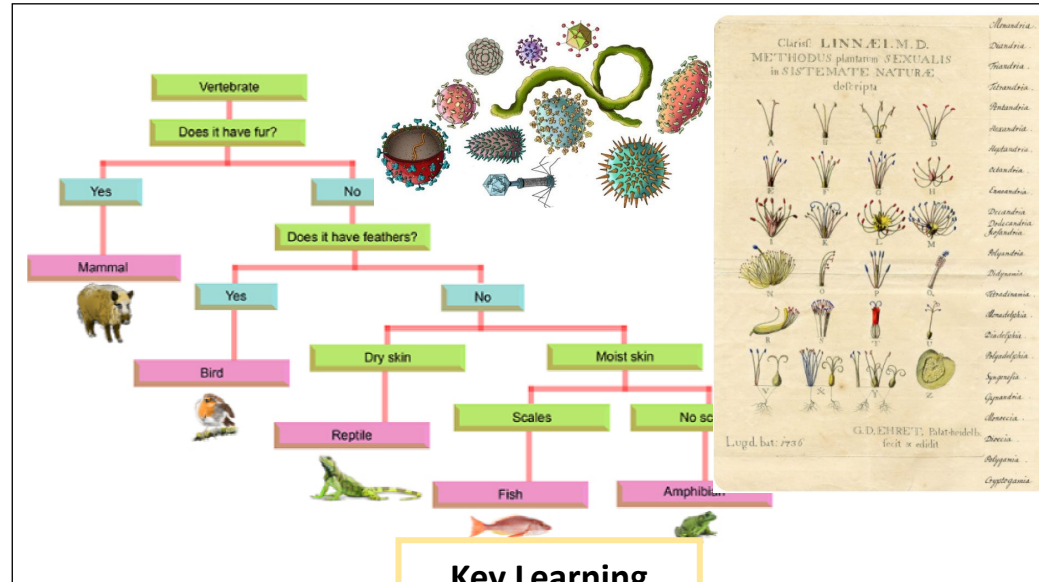 Vertebrate
Does it have fur?
Yes
No
Mammal
Does it have feathers?
Yes
No
Bird
Dry skin
Moist skin
Reptile
Scales
No sc
Fish
Amphibian
Key Learning
Clarisſ: LINNÆI. M. D.
METHODUS plantarum SEXUALIS
in SISTEMATE NATURÆ
deſcripta
A B C D
K F G H
I K L M
N O P Q
R S T U
V X Y Z
Lugd. bat: 1736
G. D. EHRET. Palat-heidelb:
fecit & edidit
Monandria.
Diandria.
Triandria.
Tetrandria.
Pentandria.
Hexandria.
Heptandria.
Octandria.
Enneandria.
Decandria.
Dodecandria.
Icosandria.
Polyandria.
Didynamia.
Tetradinamia.
Monadelphia.
Diadelphia.
Polyadelphia.
Syngenesia.
Gynandria.
Monoecia.
Dioecia.
Polygamia.
Cryptogamia.